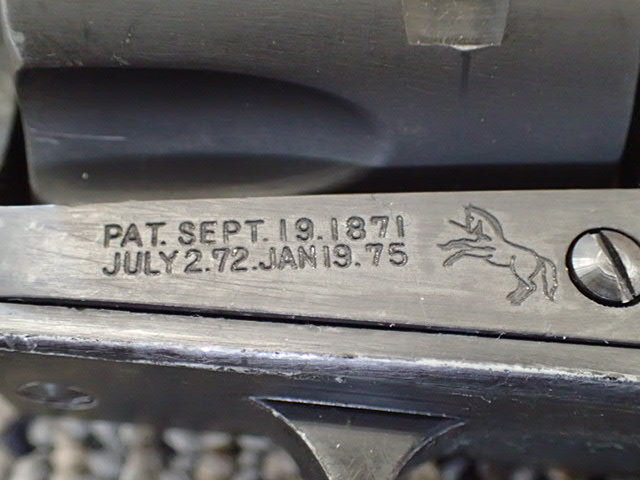 PAT. SEPT. 19. 1871
JULY 2. 72. JAN 19. 75